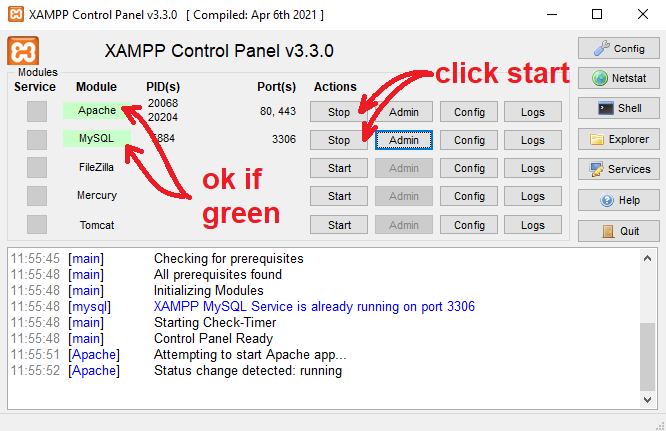 XAMPP Control Panel v3.3.0 [ Compiled: Apr 6th 2021 ]
XAMPP Control Panel v3.3.0
Config
Modules
Service Module PID(s) Port(s) Actions
click start
Netstat
Apache 20068 20204 80, 443 Stop Admin Config Logs
Shell
MySQL 3306 Stop Admin Config Logs
Explorer
FileZilla Start Admin Config Logs
Services
ok if
green
Mercury Start Admin Config Logs
Help
Tomcat Start Admin Config Logs
Quit
11:55:45 [main] Checking for prerequisites
11:55:48 [main] All prerequisites found
11:55:48 [main] Initializing Modules
11:55:48 [mysql] XAMPP MySQL Service is already running on port 3306
11:55:48 [main] Starting Check-Timer
11:55:48 [main] Control Panel Ready
11:55:51 [Apache] Attempting to start Apache app...
11:55:52 [Apache] Status change detected: running